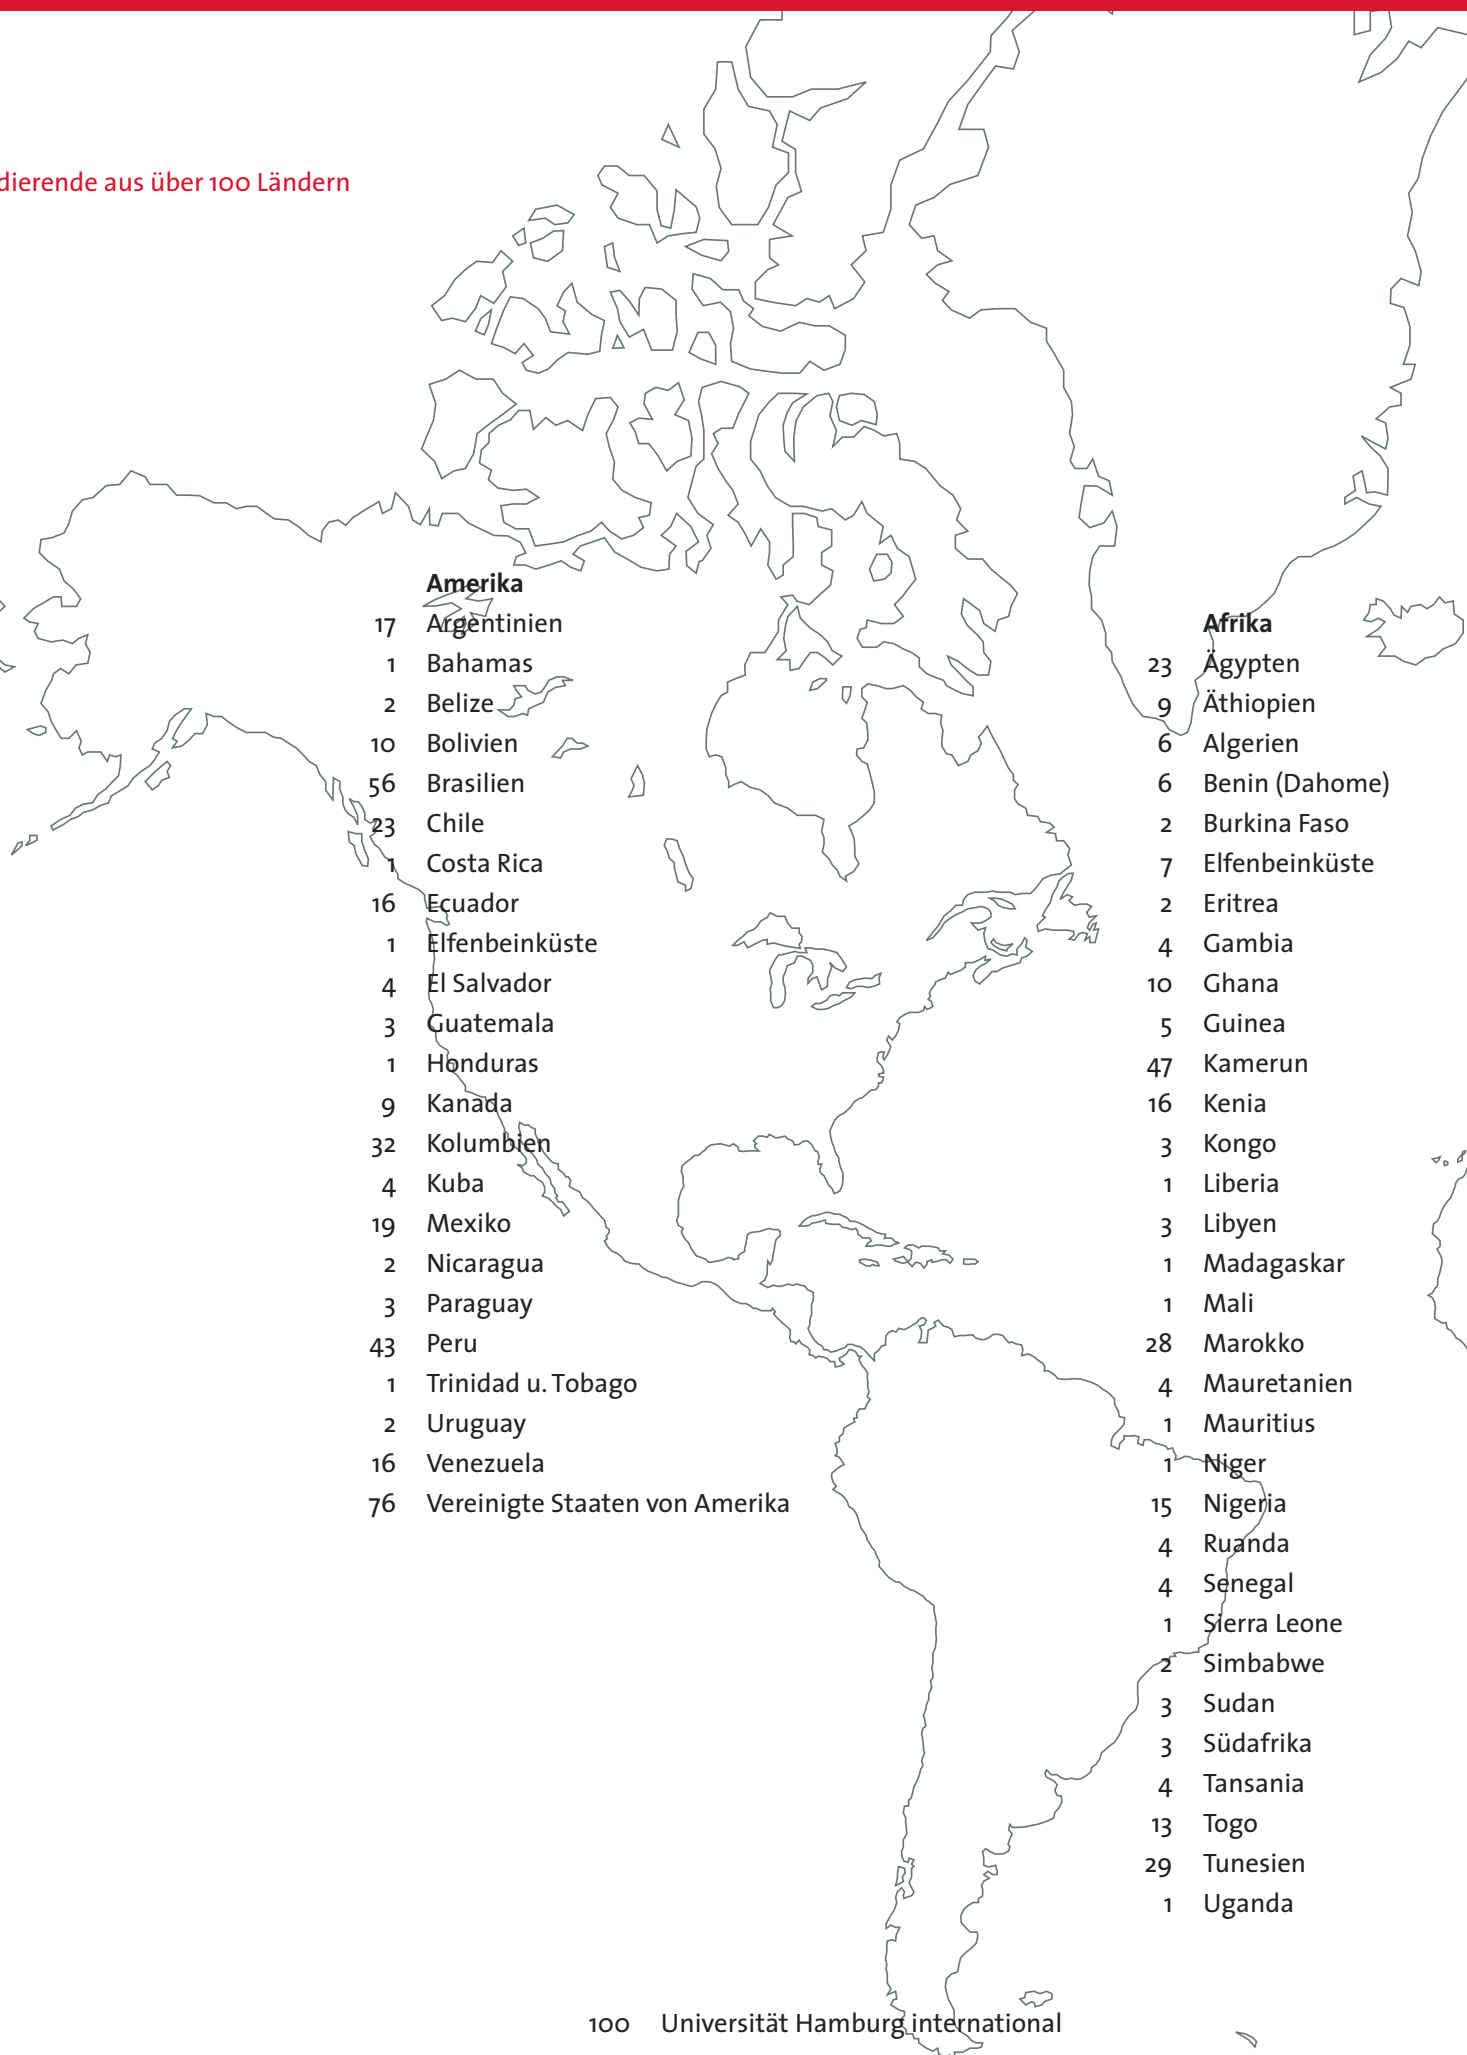 dierende aus über 100 Ländern
Amerika
17 Argentinien
1 Bahamas
2 Belize
10 Bolivien
56 Brasilien
23 Chile
1 Costa Rica
16 Ecuador
1 Elfenbeinküste
4 El Salvador
3 Guatemala
1 Honduras
9 Kanada
32 Kolumbien
4 Kuba
19 Mexiko
2 Nicaragua
3 Paraguay
43 Peru
1 Trinidad u. Tobago
2 Uruguay
16 Venezuela
76 Vereinigte Staaten von Amerika
Afrika
23 Ägypten
9 Äthiopien
6 Algerien
6 Benin (Dahome)
2 Burkina Faso
7 Elfenbeinküste
2 Eritrea
4 Gambia
10 Ghana
5 Guinea
47 Kamerun
16 Kenia
3 Kongo
1 Liberia
3 Libyen
1 Madagaskar
1 Mali
28 Marokko
4 Mauretanien
1 Mauritius
1 Niger
15 Nigeria
4 Ruanda
4 Senegal
1 Sierra Leone
2 Simbabwe
3 Sudan
3 Südafrika
4 Tansania
13 Togo
29 Tunesien
1 Uganda
100 Universität Hamburg international